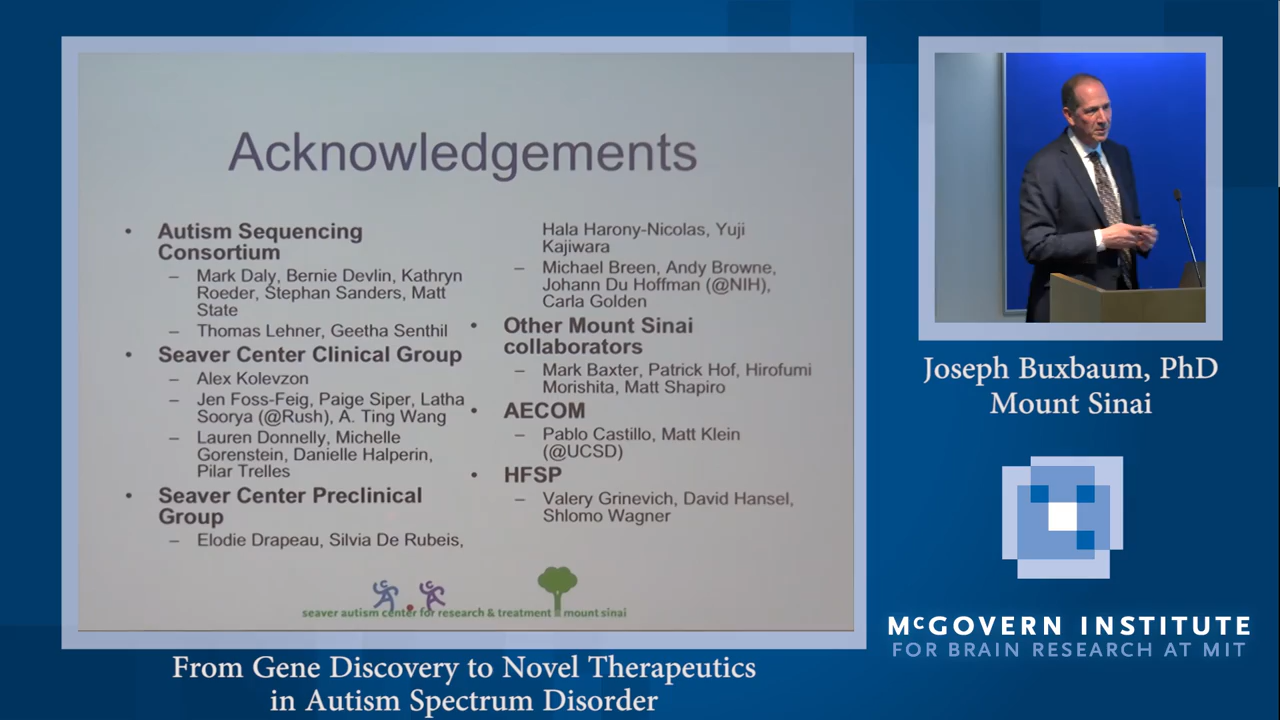 Acknowledgements
• Autism Sequencing
Consortium
– Mark Daly, Bernie Devlin, Kathryn
Roeder, Stephan Sanders, Matt
State
– Thomas Lehner, Geetha Senthil
• Seaver Center Clinical Group
– Alex Kolevzon
– Jen Foss-Feig, Paige Siper, Latha
Soorya (@Rush), A. Ting Wang
– Lauren Donnelly, Michelle
Gorenstein, Danielle Halperin,
Pilar Trelles
• Seaver Center Preclinical
Group
– Elodie Drapeau, Silvia De Rubeis,
Hala Harony-Nicolas, Yuji
Kajiwara
– Michael Breen, Andy Browne,
Johann Du Hoffman (@NIH),
Carla Golden
• Other Mount Sinai
collaborators
– Mark Baxter, Patrick Hof, Hirofumi
Morishita, Matt Shapiro
• AECOM
– Pablo Castillo, Matt Klein
(@UCSD)
• HFSP
– Valery Grinevich, David Hansel,
Shlomo Wagner
seaver autism center for research & treatment mount sinai
From Gene Discovery to Novel Therapeutics
in Autism Spectrum Disorder
Joseph Buxbaum, PhD
Mount Sinai
McGOVERN INSTITUTE
FOR BRAIN RESEARCH AT MIT